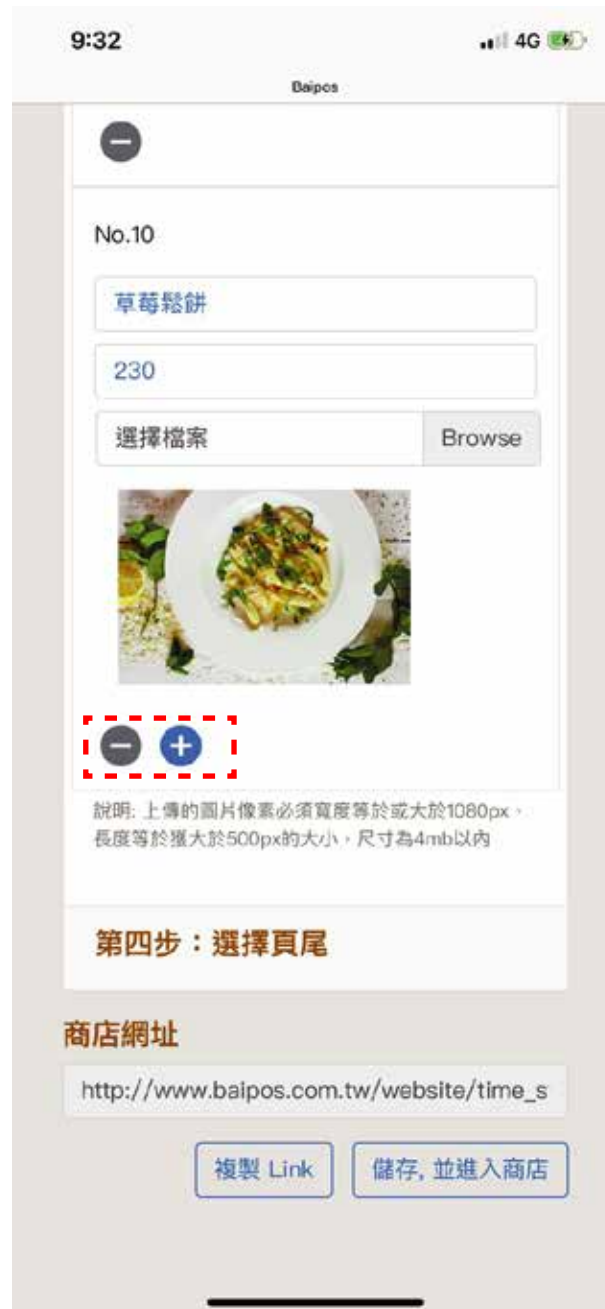 9:32
4G
Baipos
No.10
草莓鬆餅
230
選擇檔案
Browse
說明: 上傳的圖片像素必須寬度等於或大於1080px，
長度等於獲大於500px的大小，尺寸為4mb以內
第四步：選擇頁尾
商店網址
http://www.baipos.com.tw/website/time_s
複製 Link
儲存, 並進入商店